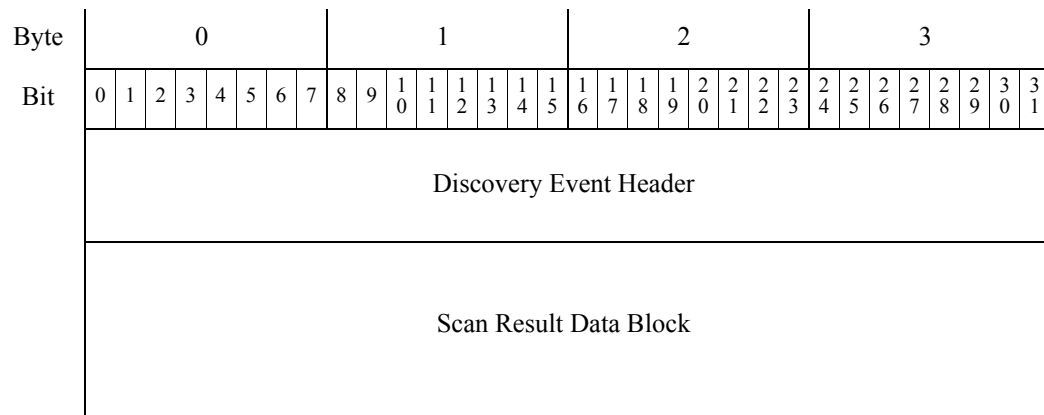 Byte 0 1 2 3
Bit 0 1 2 3 4 5 6 7 8 9 10 11 12 13 14 15 16 17 18 19 20 21 22 23 24 25 26 27 28 29 30 31
Discovery Event Header
Scan Result Data Block